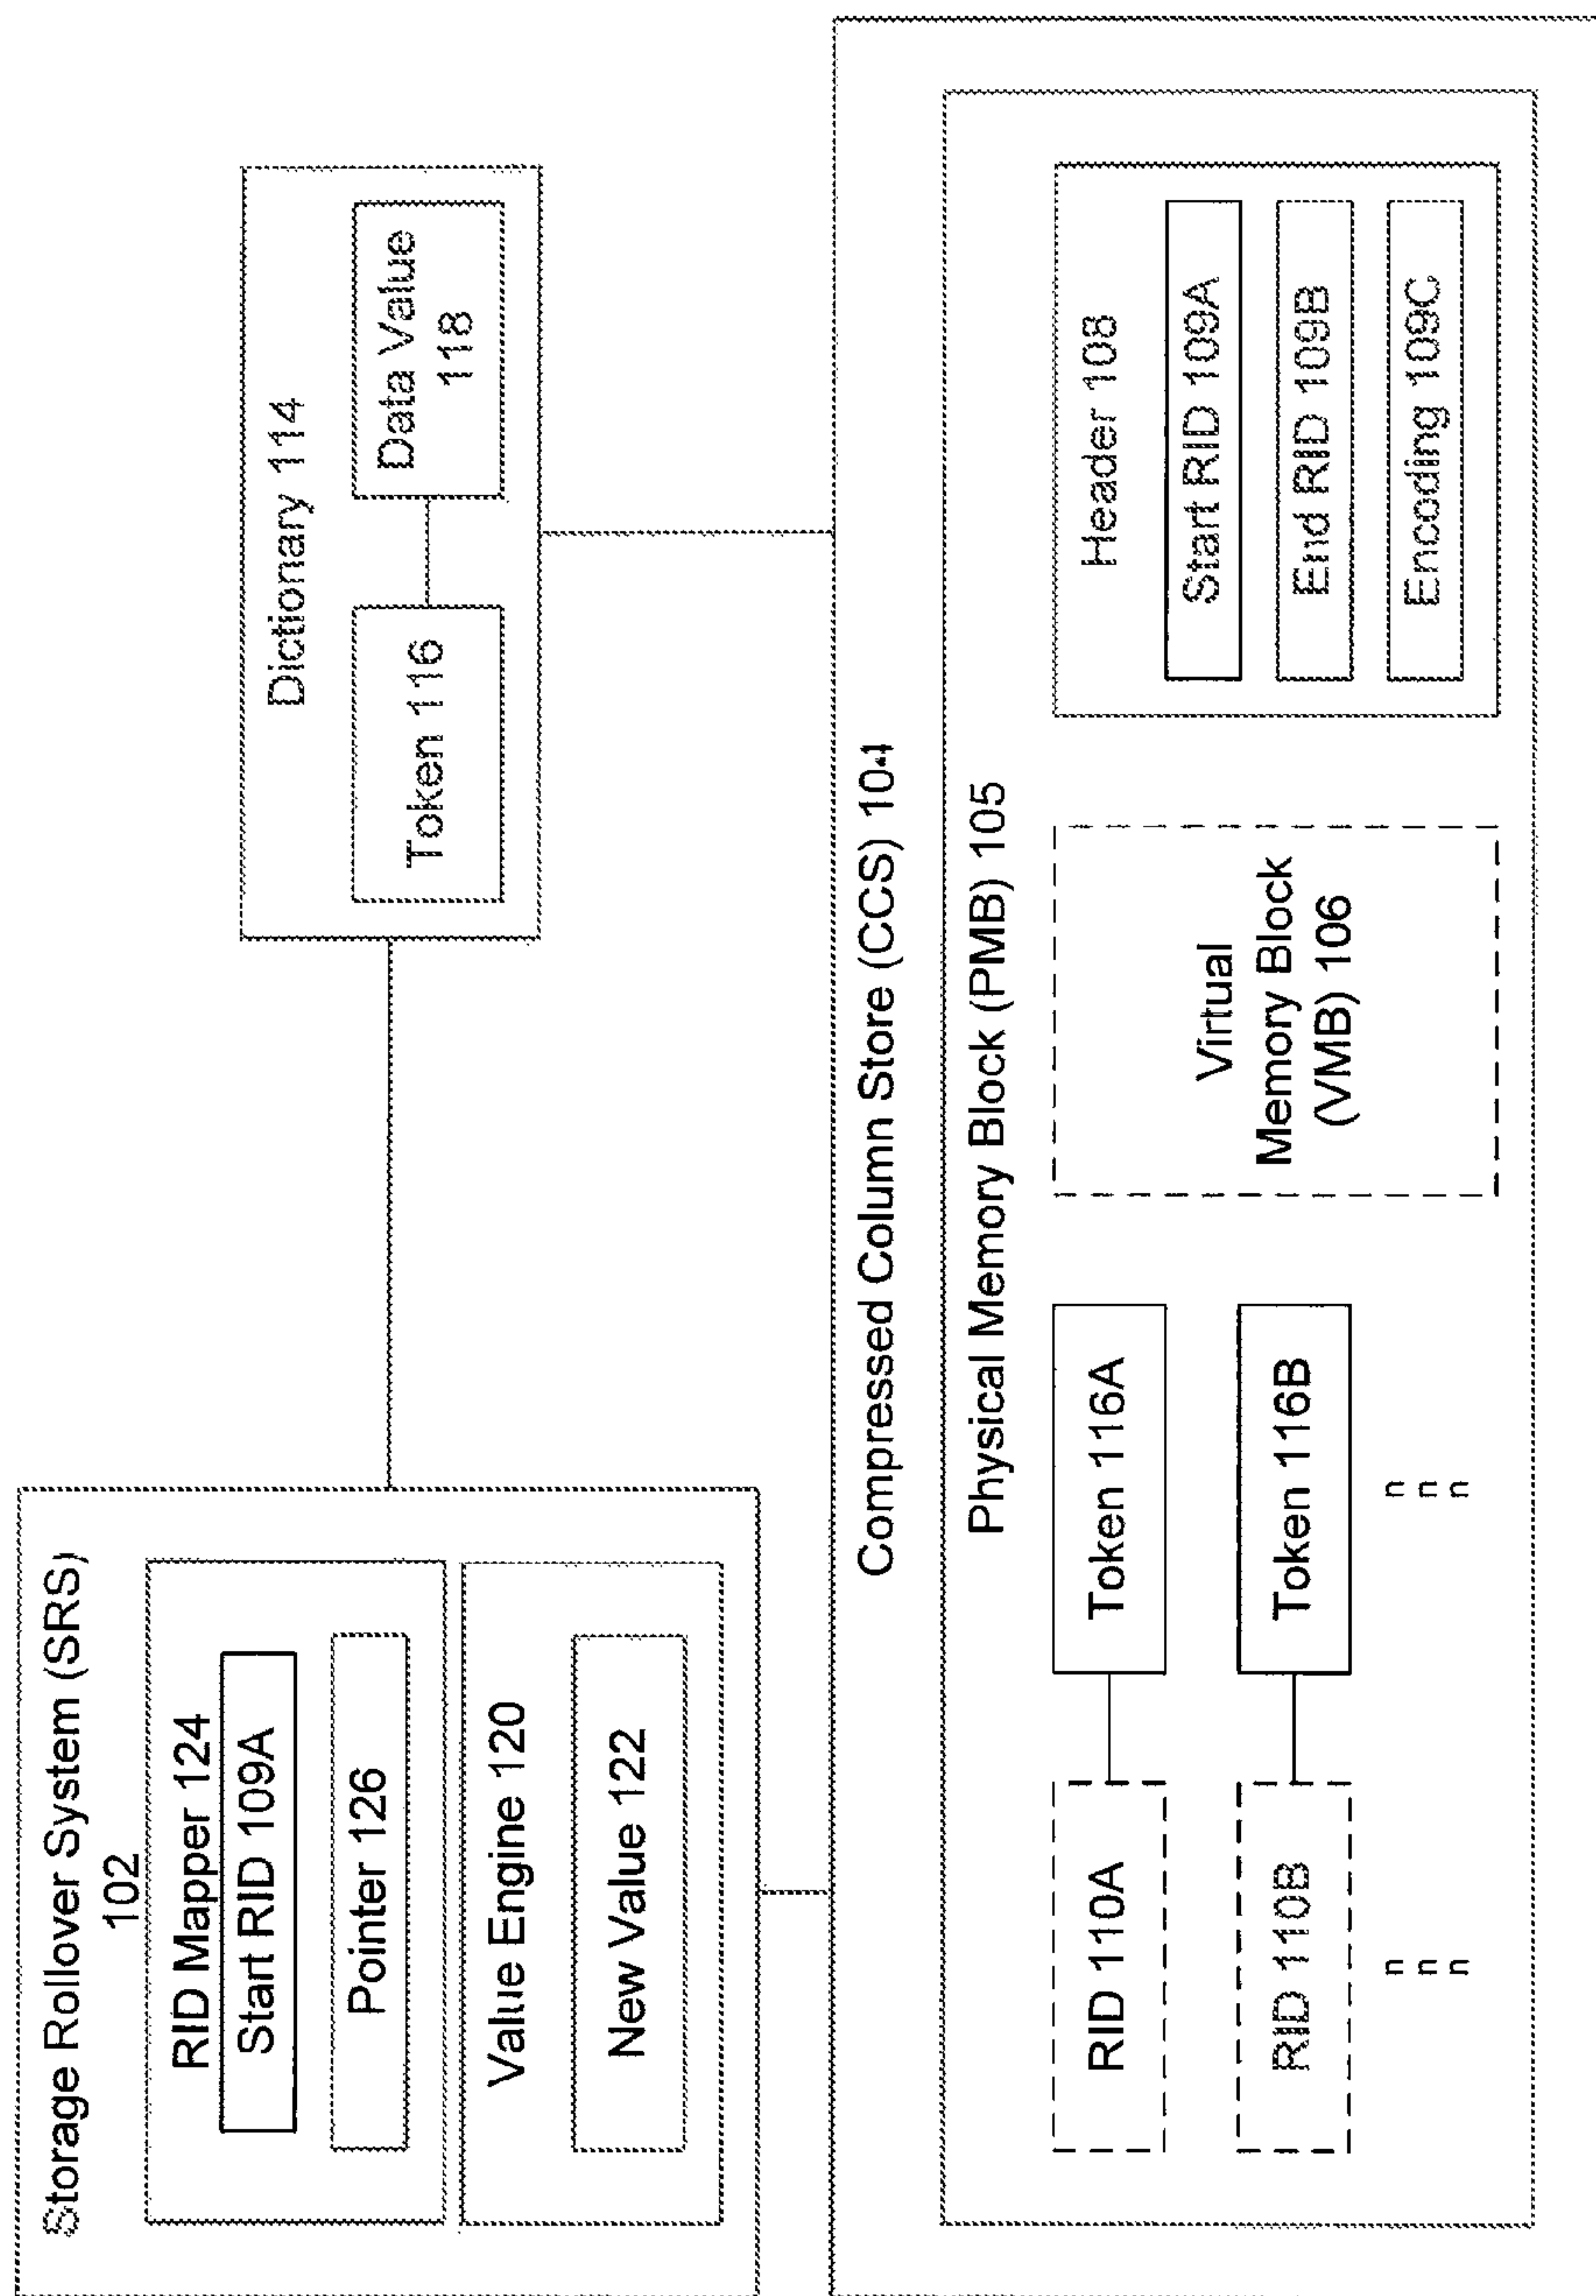 Storage Rollover System (SRS)
102
RID Mapper 124
Start RID 109A
Pointer 126
Value Engine 120
New Value 122
Dictionary 114
Token 116
Data Value
118
Compressed Column Store (CCS) 104
Physical Memory Block (PMB) 105
RID 110A
Token 116A
RID 110B
Token 116B
n
n
n
n
n
n
Virtual
Memory Block
(VMB) 106
Header 108
Start RID 109A
End RID 109B
Encoding 109C